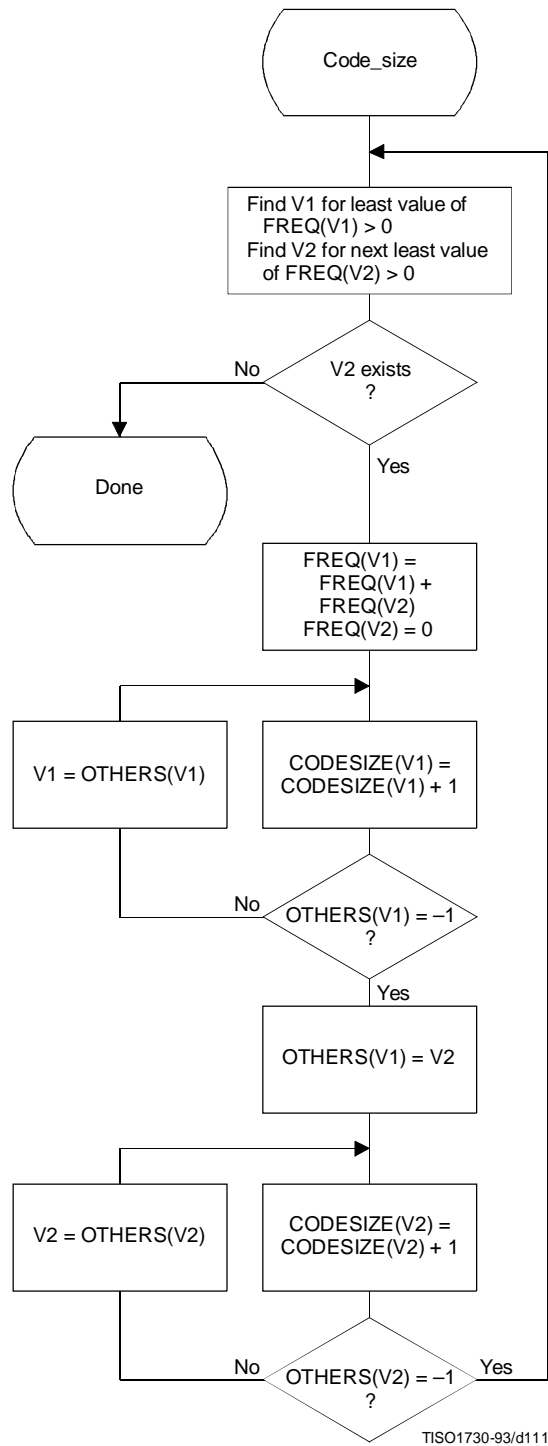 Code_size
Find V1 for least value of
FREQ(V1) > 0
Find V2 for next least value
of FREQ(V2) > 0
No
V2 exists
?
Done
Yes
FREQ(V1) =
FREQ(V1) +
FREQ(V2)
FREQ(V2) = 0
V1 = OTHERS(V1)
CODESIZE(V1) =
CODESIZE(V1) + 1
No
OTHERS(V1) = –1
?
Yes
OTHERS(V1) = V2
V2 = OTHERS(V2)
CODESIZE(V2) =
CODESIZE(V2) + 1
No
OTHERS(V2) = –1
?
Yes
TISO1730-93/d111